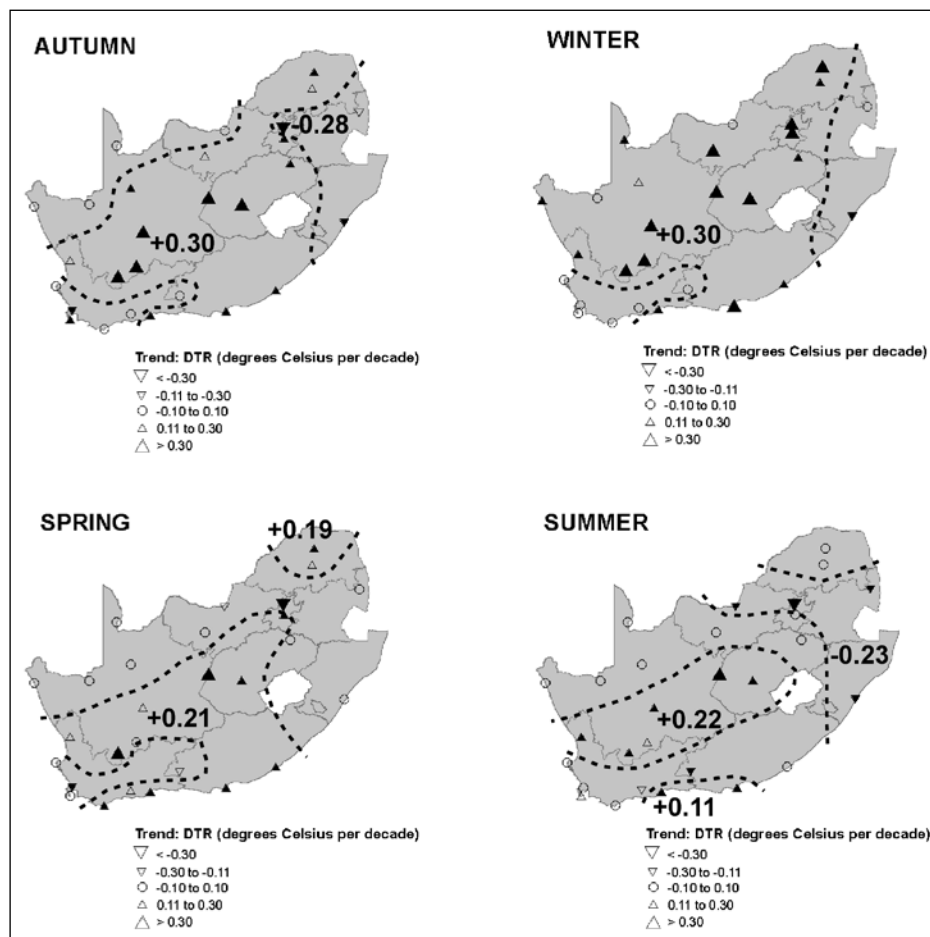 AUTUMN
-0.28
+0.30
Trend: DTR (degrees Celsius per decade)
< -0.30
-0.11 to -0.30
-0.10 to 0.10
0.11 to 0.30
> 0.30
WINTER
+0.30
Trend: DTR (degrees Celsius per decade)
< -0.30
-0.30 to -0.11
-0.10 to 0.10
0.11 to 0.30
> 0.30
SPRING
+0.19
+0.21
Trend: DTR (degrees Celsius per decade)
< -0.30
-0.30 to -0.11
-0.10 to 0.10
0.11 to 0.30
> 0.30
SUMMER
-0.23
+0.22
+0.11
Trend: DTR (degrees Celsius per decade)
< -0.30
-0.30 to -0.11
-0.10 to 0.10
0.11 to 0.30
> 0.30